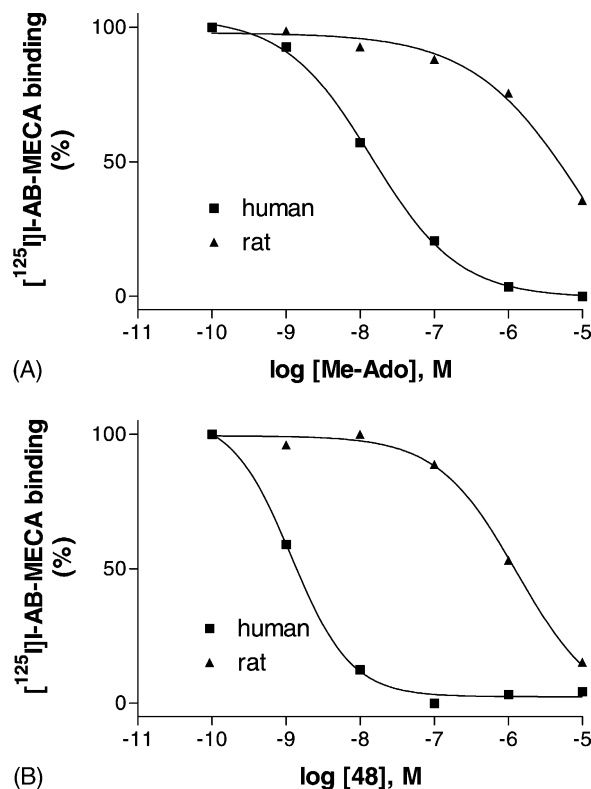 [¹²⁵I]I-AB-MECA binding
(%)
100
50
0
human
rat
-11 -10 -9 -8 -7 -6 -5
(A)
log [Me-Ado], M
[¹²⁵I]I-AB-MECA binding
(%)
100
50
0
human
rat
-11 -10 -9 -8 -7 -6 -5
(B)
log [48], M